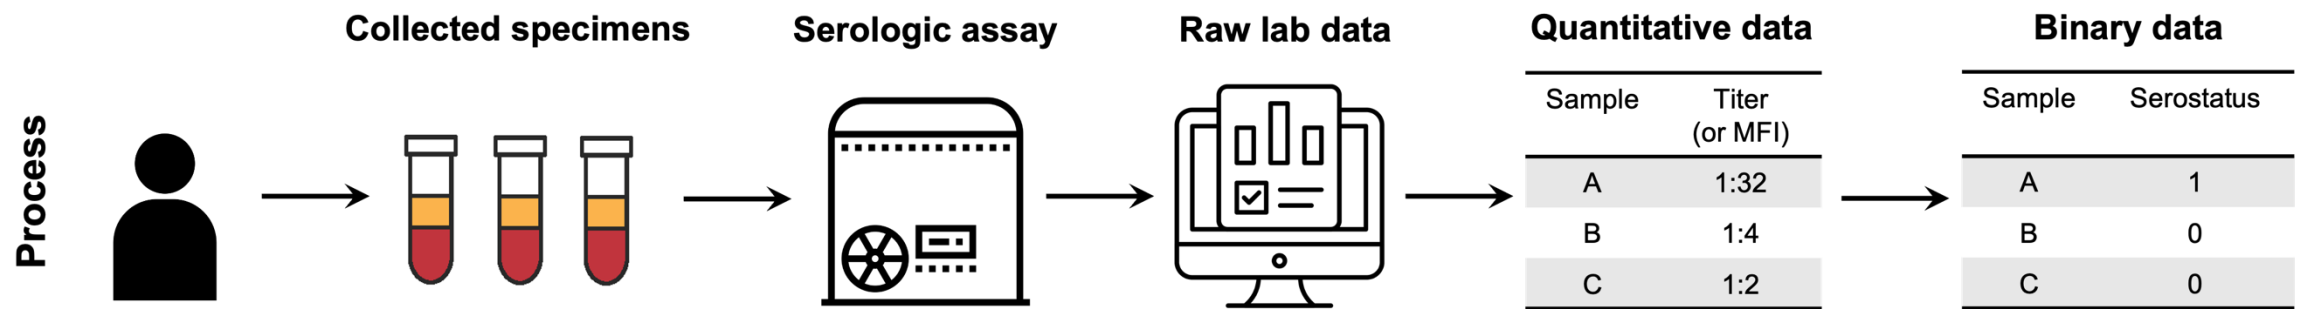 Process
Collected specimens
Serologic assay
Raw lab data
Quantitative data
Sample Titer
(or MFI)
A 1:32
B 1:4
C 1:2
Binary data
Sample Serostatus
A 1
B 0
C 0